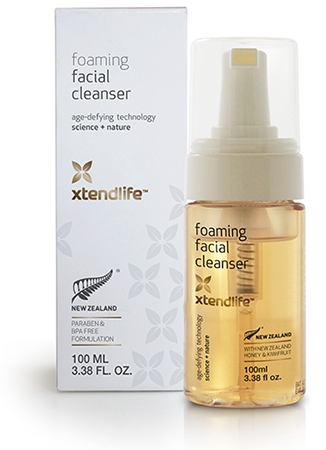 foaming
facial
cleanser
age-defying technology
science + nature
xtendlife™
NEW ZEALAND
PARABEN &
BPA FREE
FORMULATION
100 ML
3.38 FL. OZ.
foaming
facial
cleanser
xtendlife™
age-defying technology
science + nature
NEW ZEALAND
WITH NEW ZEALAND
HONEY & KIWIFRUIT
100ml
3.38 fl oz.